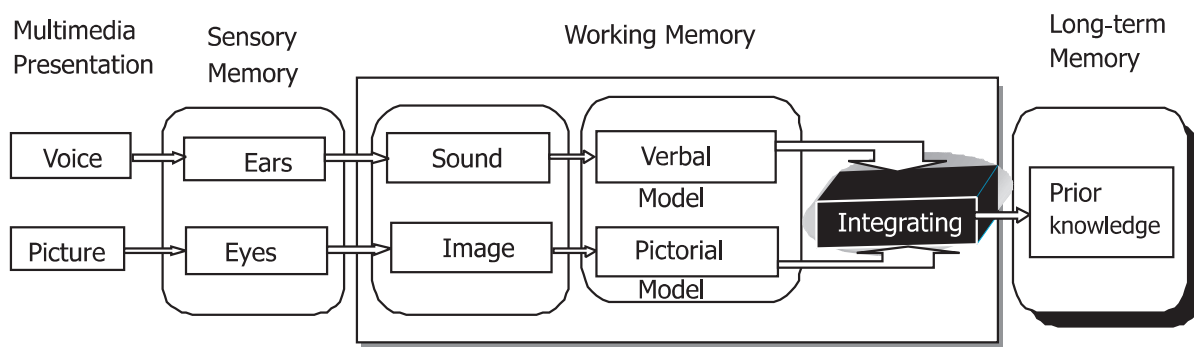 Multimedia
Presentation
Sensory
Memory
Working Memory
Long-term
Memory
Voice
Ears
Sound
Verbal
Model
Picture
Eyes
Image
Pictorial
Model
Integrating
Prior
knowledge